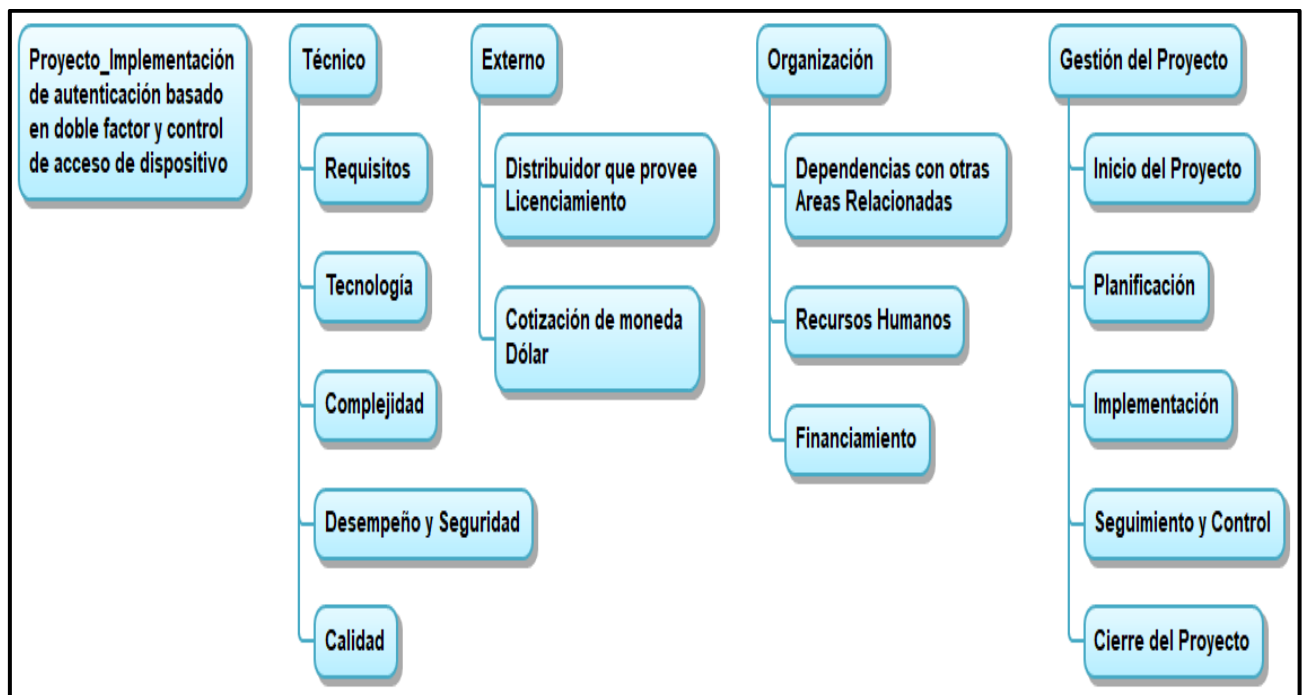 Proyecto_Implementación
de autenticación basado
en doble factor y control
de acceso de dispositivo
Técnico
Requisitos
Tecnología
Complejidad
Desempeño y Seguridad
Calidad
Externo
Distribuidor que provee
Licenciamiento
Cotización de moneda
Dólar
Organización
Dependencias con otras
Areas Relacionadas
Recursos Humanos
Financiamiento
Gestión del Proyecto
Inicio del Proyecto
Planificación
Implementación
Seguimiento y Control
Cierre del Proyecto